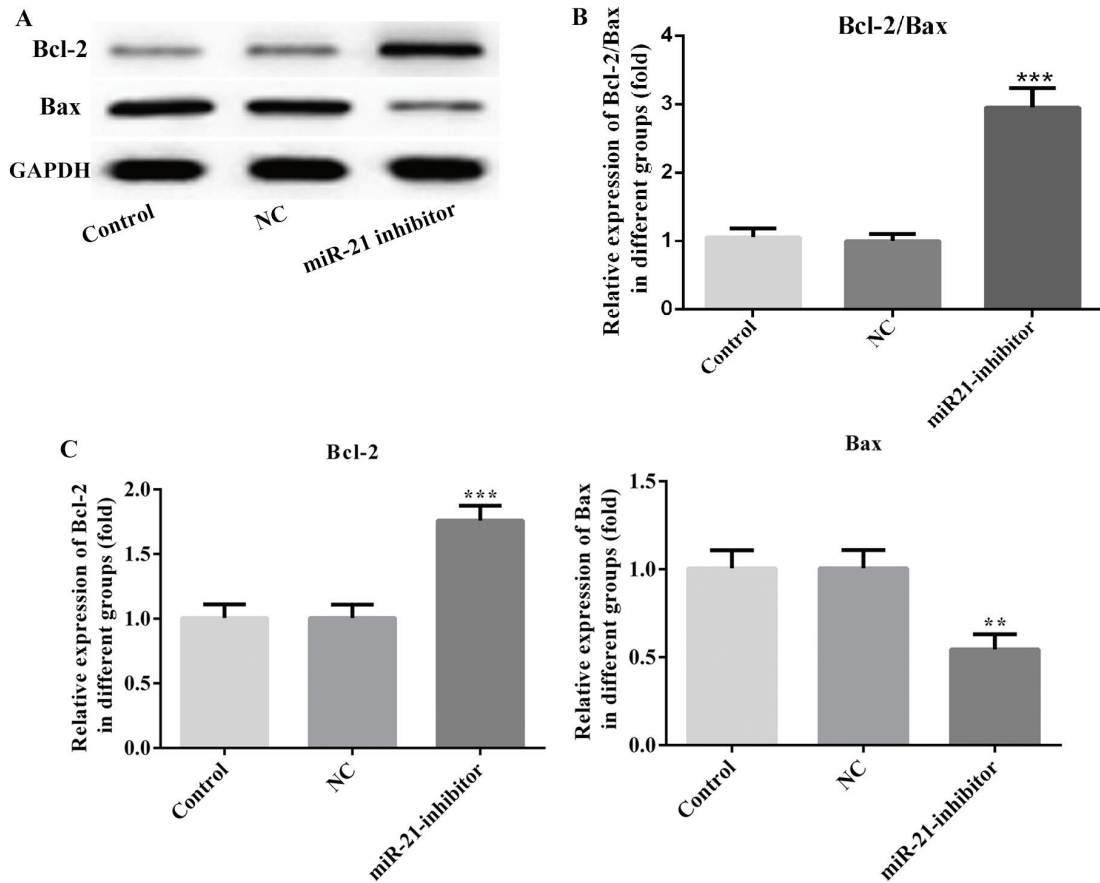 A
Bcl-2
Bax
GAPDH
Control
NC
miR-21 inhibitor
B
Bcl-2/Bax
Relative expression of Bcl-2/Bax
in different groups (fold)
4
3
2
1
0
***
Control
NC
miR21-inhibitor
C
Bcl-2
Relative expression of Bcl-2
in different groups (fold)
2.0
1.5
1.0
0.5
0.0
***
Control
NC
miR-21-inhibitor
Bax
Relative expression of Bax
in different groups (fold)
1.5
1.0
0.5
0.0
**
Control
NC
miR-21-inhibitor